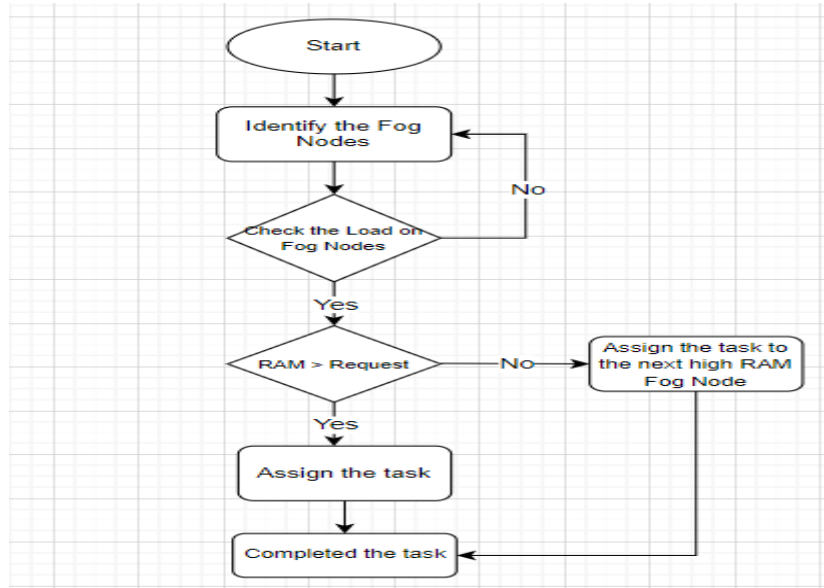 Start
Identify the Fog
Nodes
No
Check the Load on
Fog Nodes
Yes
RAM > Request
No
Assign the task to
the next high RAM
Fog Node
Yes
Assign the task
Completed the task